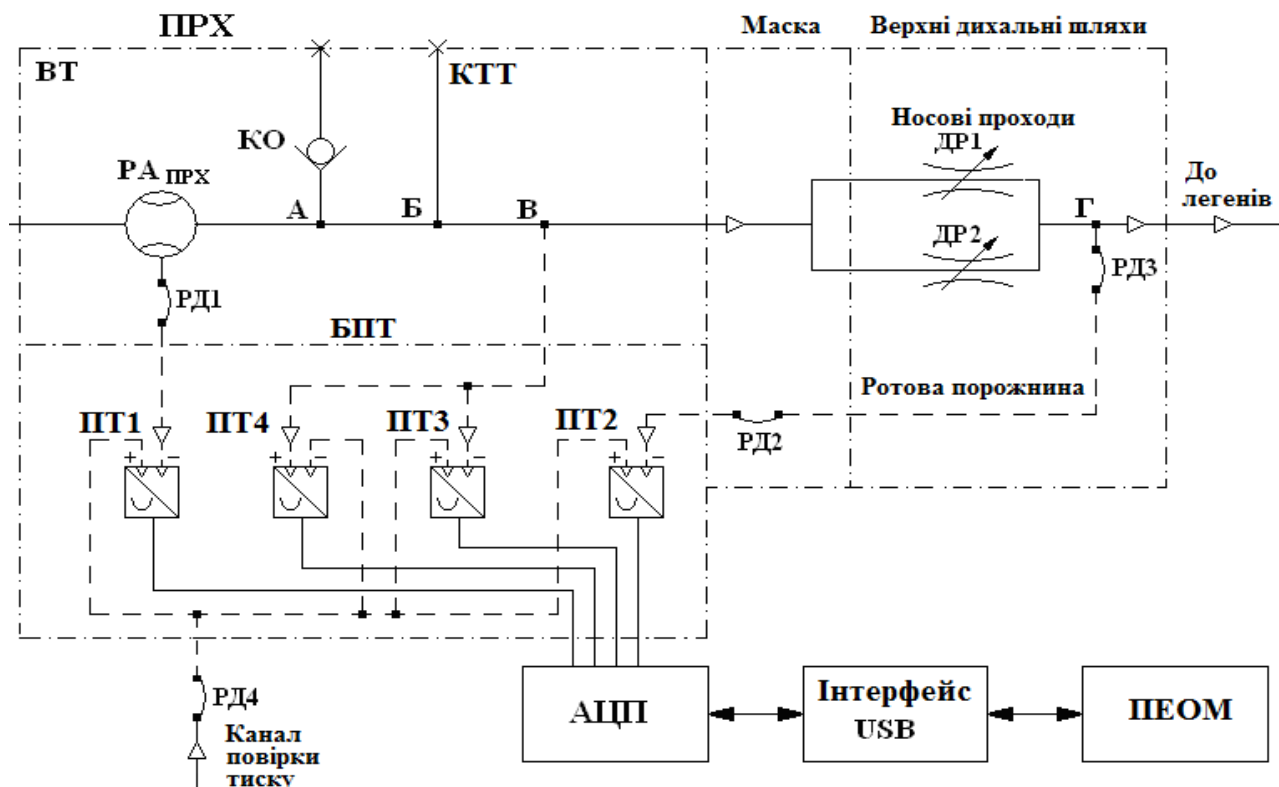 ПРХ
Маска
Верхні дихальні шляхи
ВТ
КТТ
КО
Носові проходи
ДР1
РА ПРХ
До
легенів
А
Б
В
Г
ДР2
РД3
РД1
БПТ
Ротова порожнина
ПТ1
ПТ4
ПТ3
ПТ2
РД2
+
−
+
−
+
−
+
−
РД4
АЦП
Інтерфейс
USB
ПЕОМ
Канал
повірки
тиску